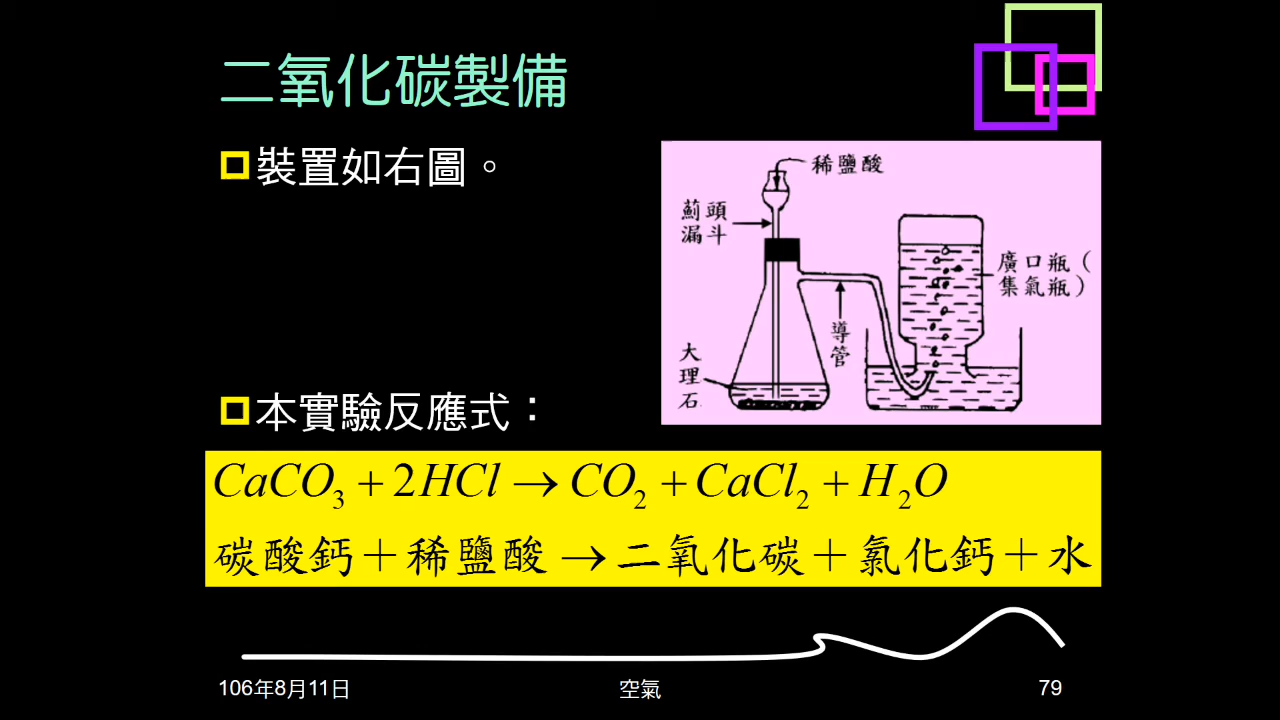 二氧化碳製備
裝置如右圖。
稀鹽酸
薊頭
漏斗
廣口瓶(
集氣瓶)
導管
大理石
本實驗反應式：
CaCO₃ + 2HCl → CO₂ + CaCl₂ + H₂O
碳酸鈣＋稀鹽酸→二氧化碳＋氯化鈣＋水
106年8月11日
空氣
79